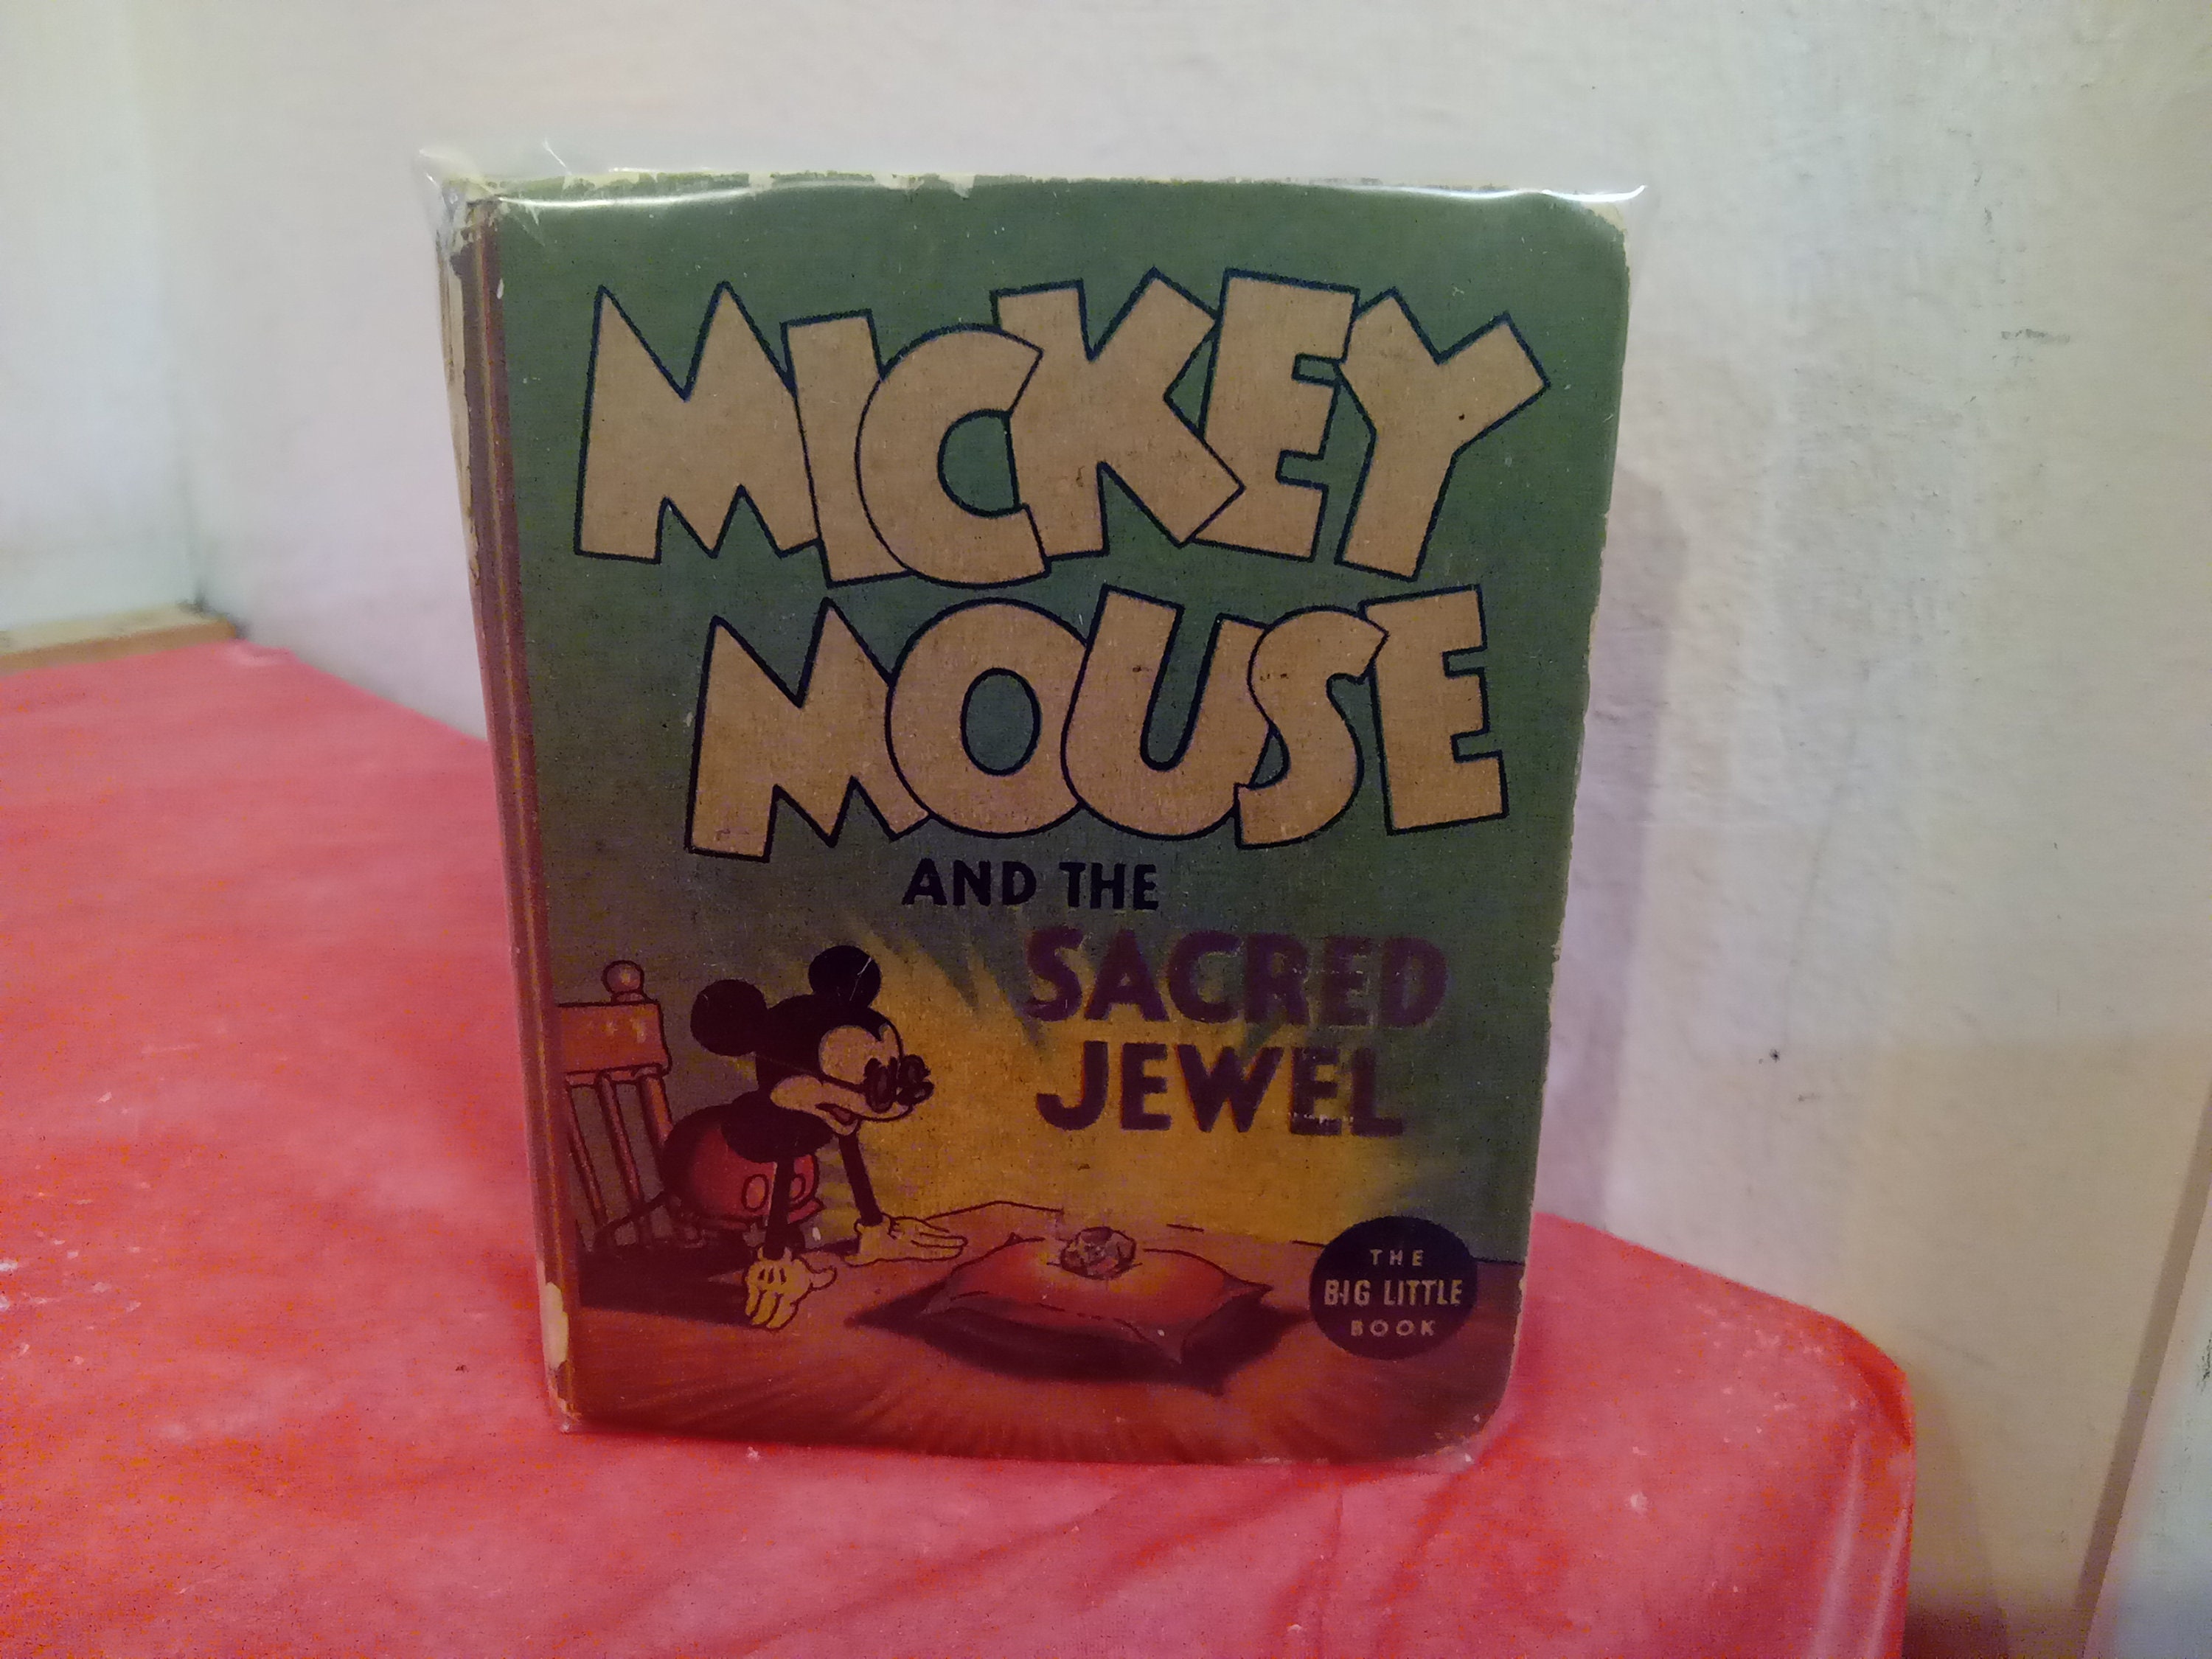 MICKEY
MOUSE
AND THE
SACRED
JEWEL
THE
BIG LITTLE
BOOK